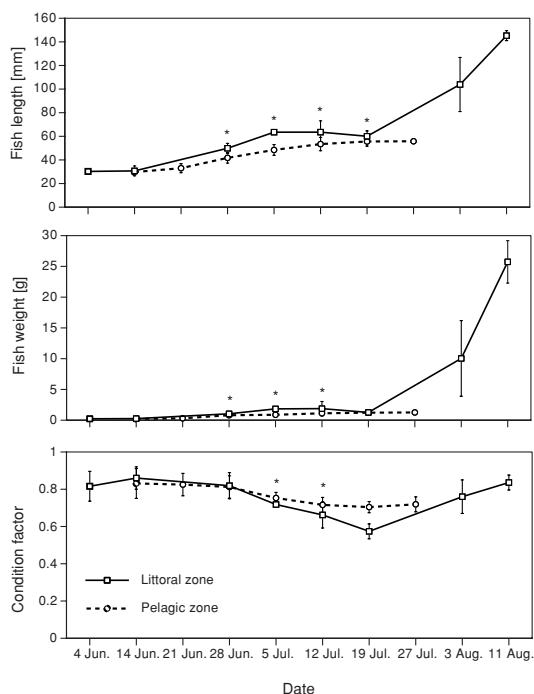 160
140
120
100
80
60
40
20
0
Fish length [mm]
* * * *
30
25
20
15
10
5
0
Fish weight [g]
* * *
1
0.8
0.6
0.4
0.2
0
Condition factor
* *
Littoral zone
Pelagic zone
4 Jun. 14 Jun. 21 Jun. 28 Jun. 5 Jul. 12 Jul. 19 Jul. 27 Jul. 3 Aug. 11 Aug.
Date